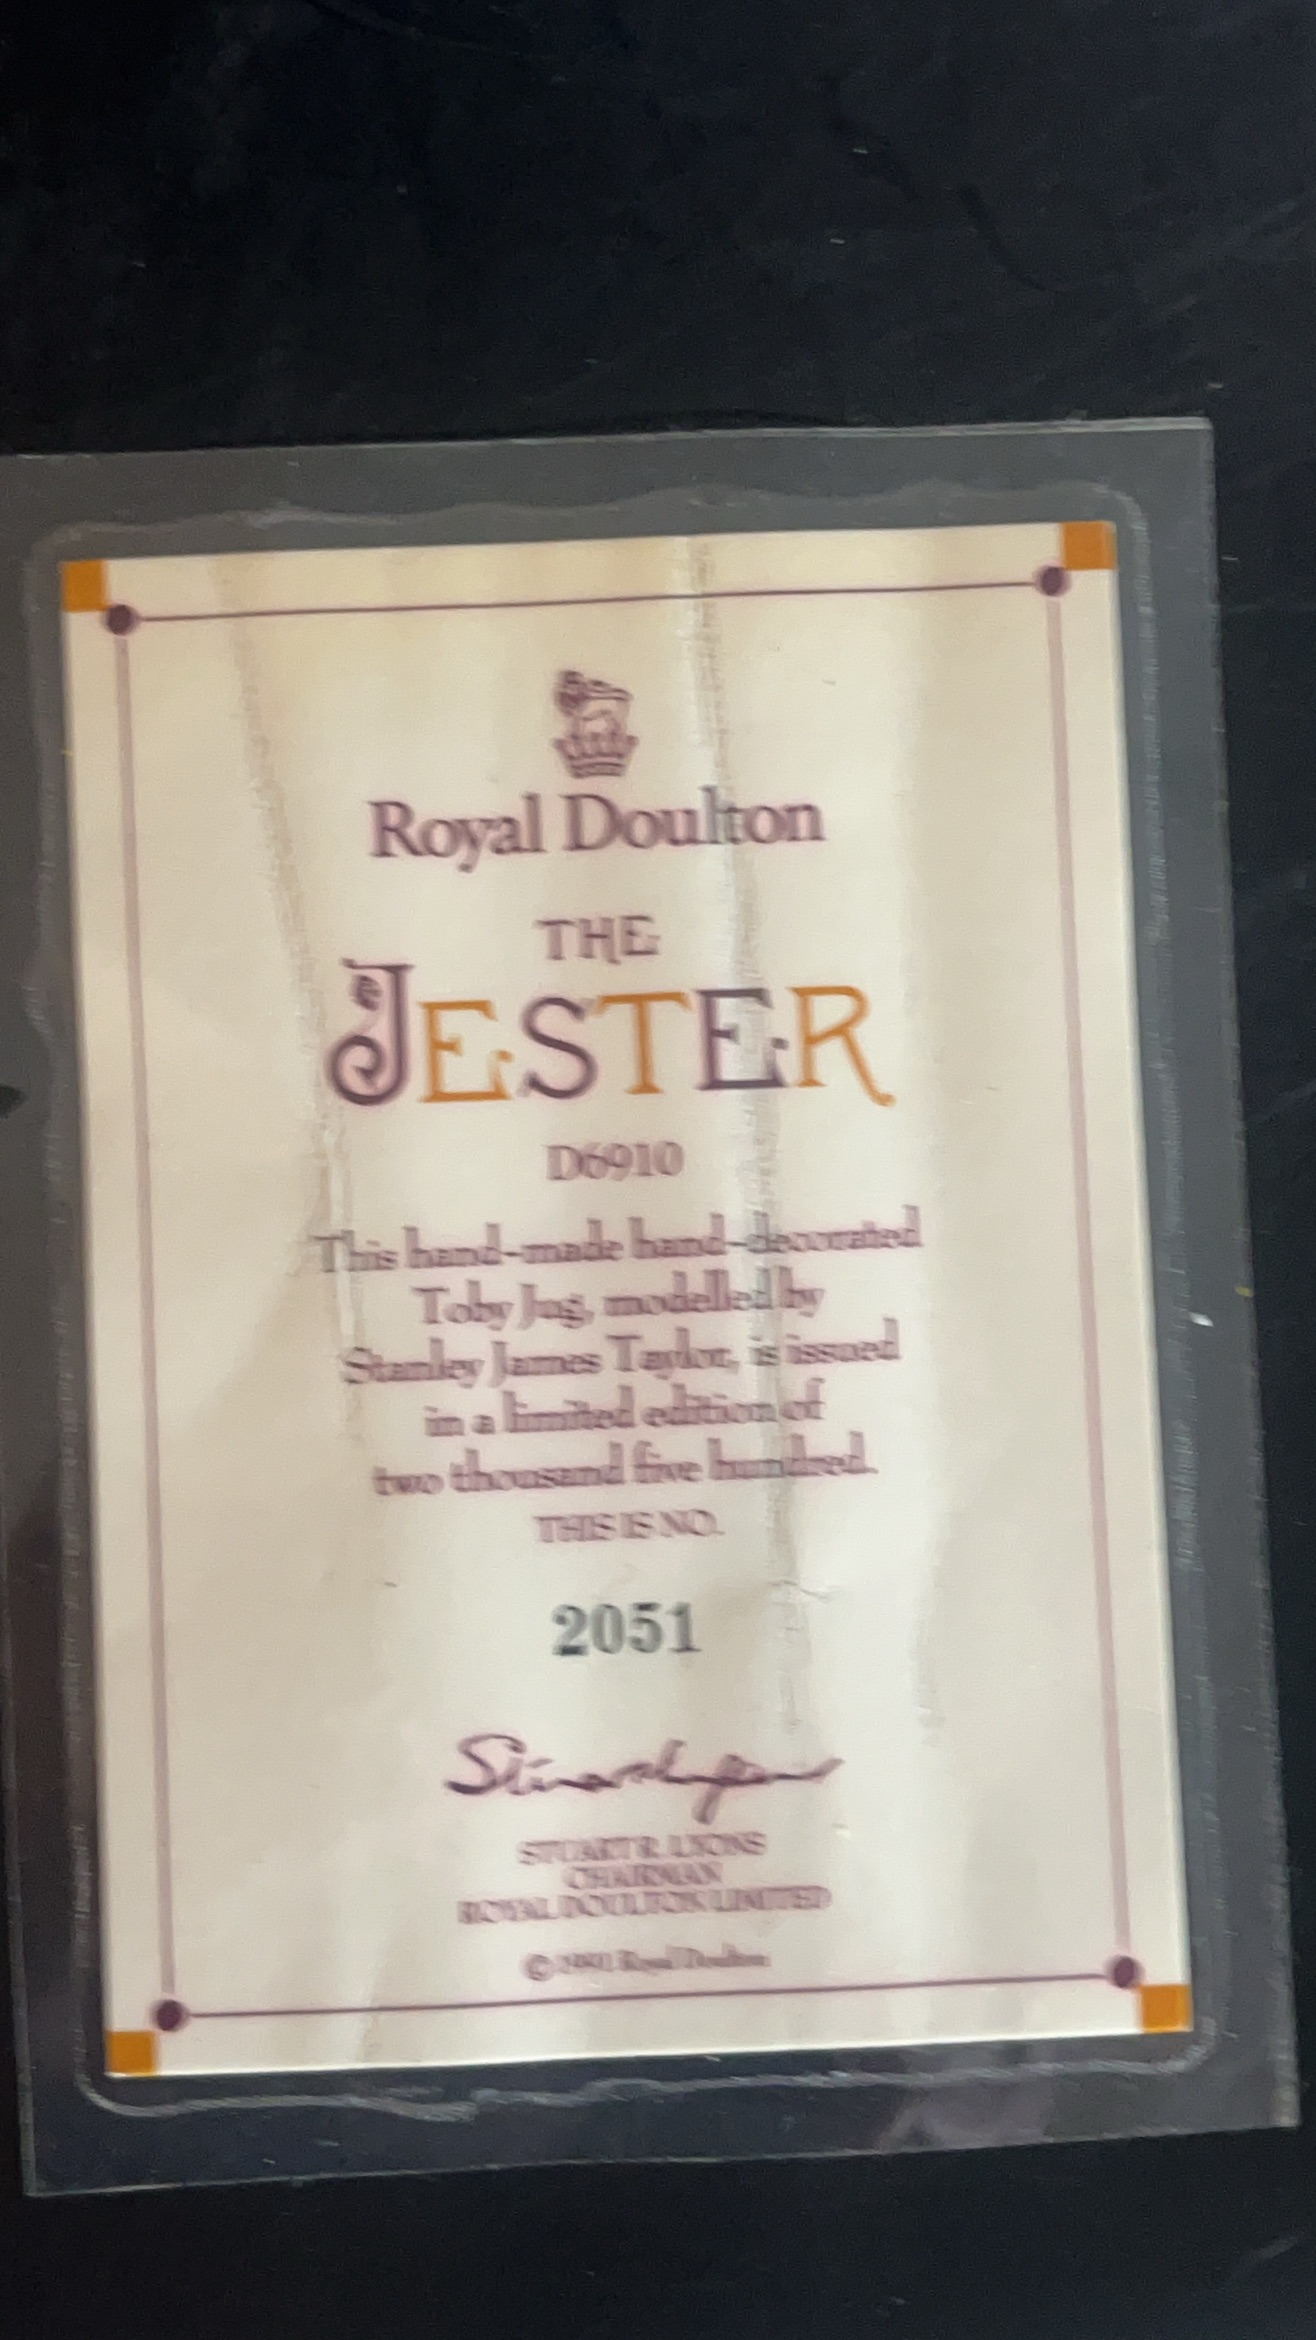 Royal Doulton
THE
JESTER
D6910
This hand-made hand-decorated
Toby Jug, modelled by
Stanley James Taylor, is issued
in a limited edition of
two thousand five hundred.
THIS IS NO.
2051
Stuart Lyons
STUART R. LYONS
CHAIRMAN
ROYAL DOULTON LIMITED
© Royal Doulton